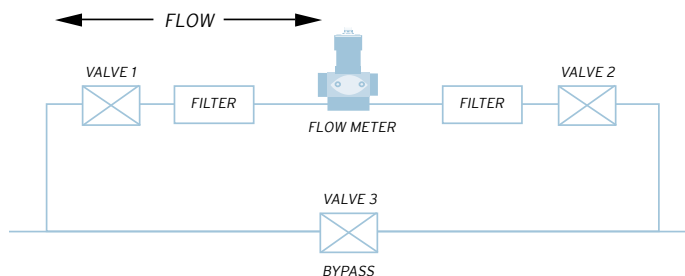 FLOW
VALVE 1
VALVE 2
FILTER
FILTER
FLOW METER
VALVE 3
BYPASS